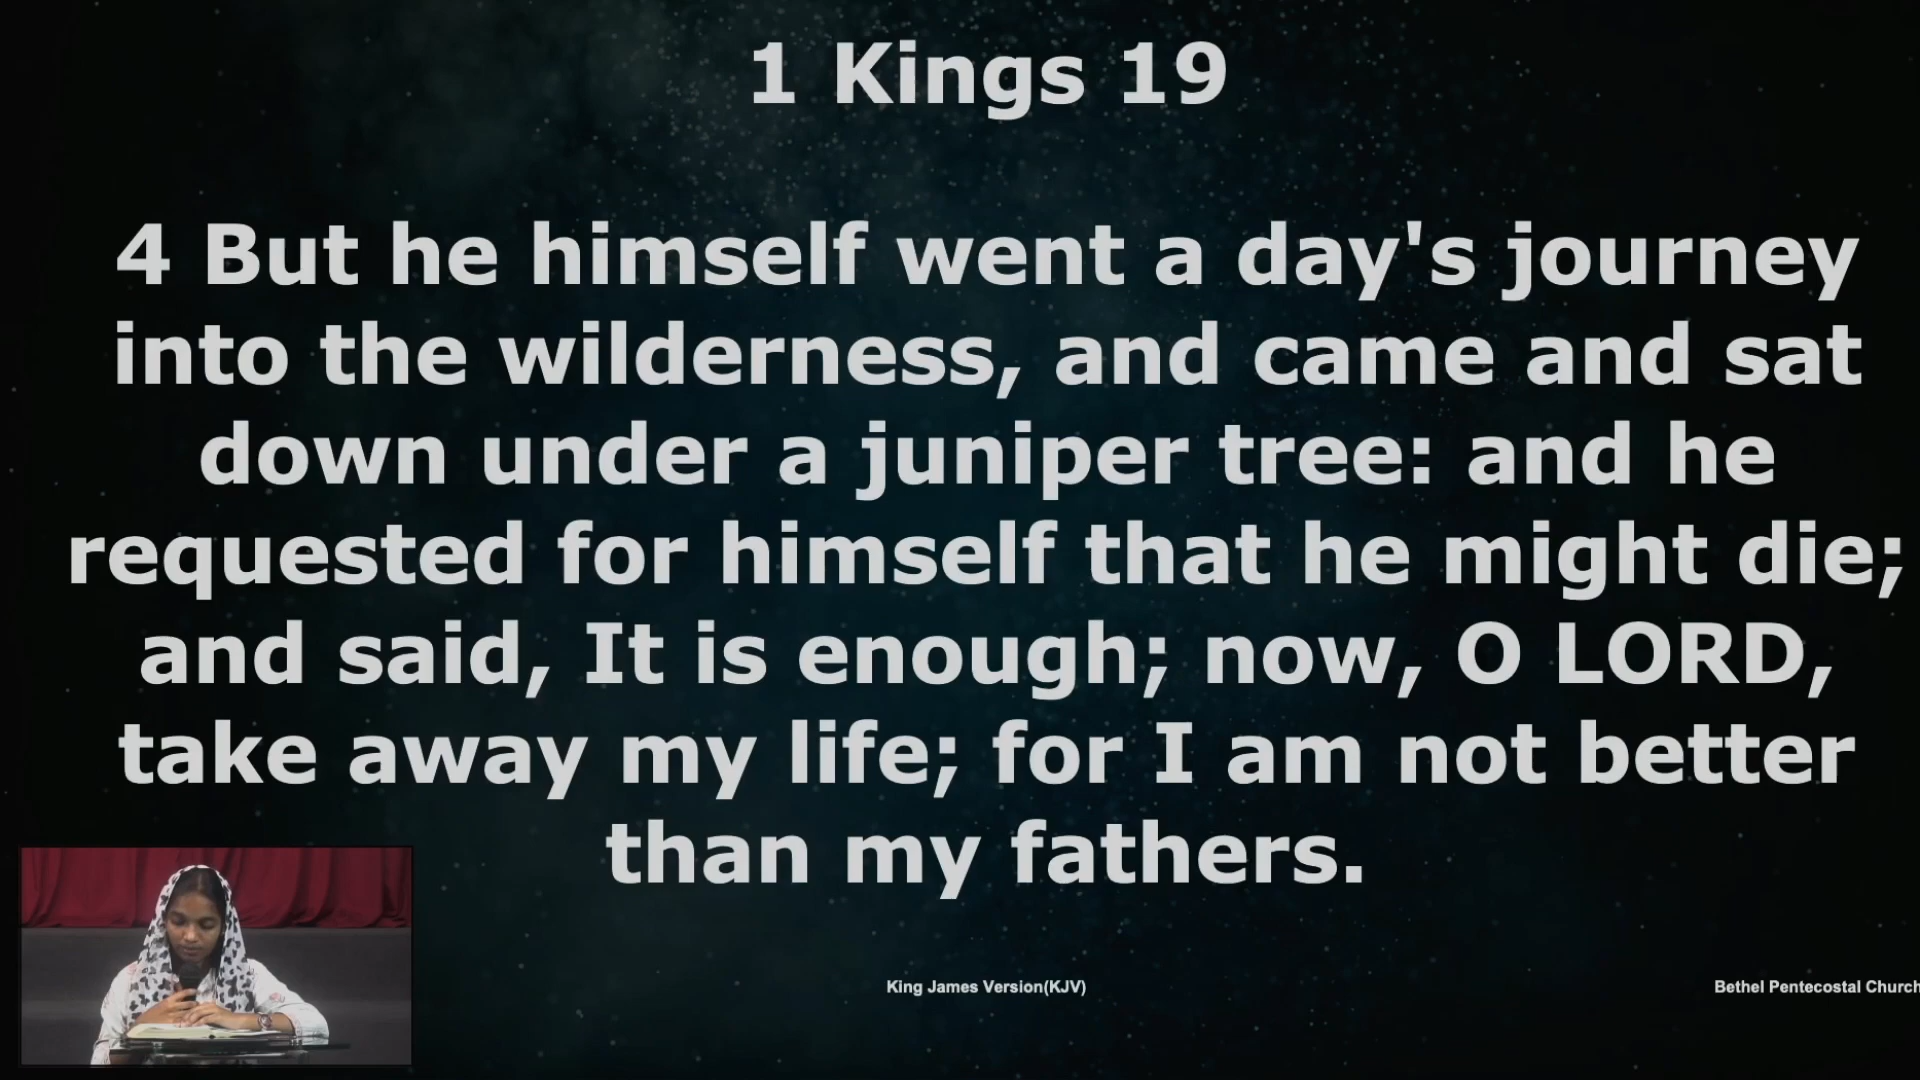 1 Kings 19
4 But he himself went a day's journey
into the wilderness, and came and sat
down under a juniper tree: and he
requested for himself that he might die;
and said, It is enough; now, O LORD,
take away my life; for I am not better
than my fathers.
King James Version(KJV)
Bethel Pentecostal Church